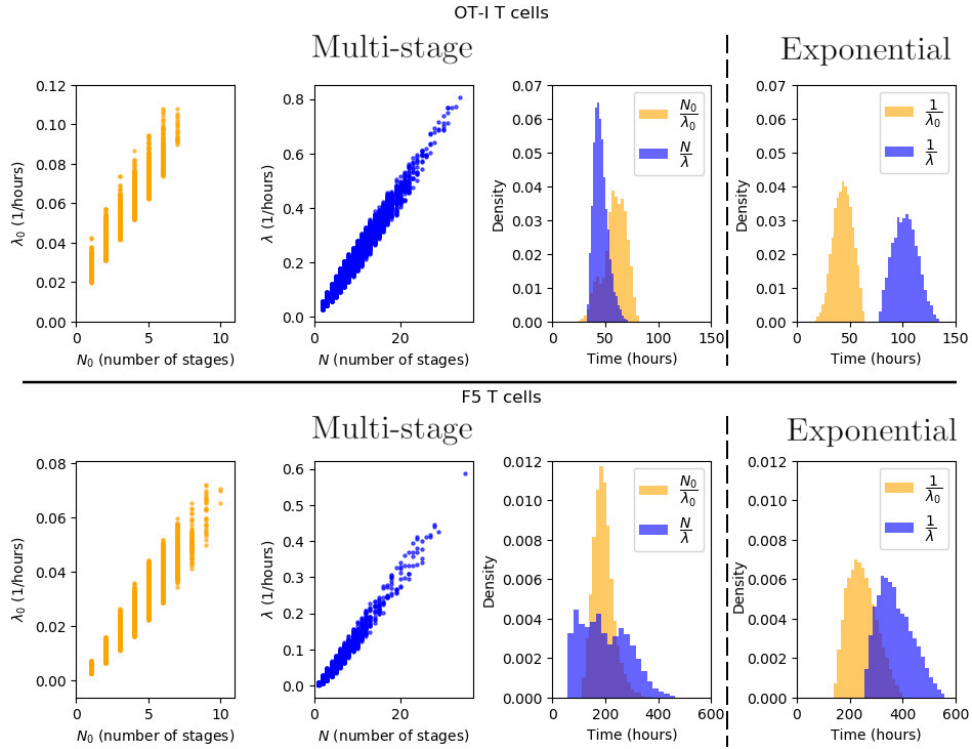 OT-I T cells
Multi-stage
Exponential
λ₀ (1/hours)
0.12
0.10
0.08
0.06
0.04
0.02
0.00
0 5 10
N₀ (number of stages)
λ (1/hours)
0.8
0.6
0.4
0.2
0.0
0 20
N (number of stages)
Density
0.07
0.06
0.05
0.04
0.03
0.02
0.01
0.00
N₀/λ₀
N/λ
0 50 100 150
Time (hours)
Density
0.07
0.06
0.05
0.04
0.03
0.02
0.01
0.00
1/λ₀
1/λ
0 50 100 150
Time (hours)
F5 T cells
Multi-stage
Exponential
λ₀ (1/hours)
0.08
0.06
0.04
0.02
0.00
0 5 10
N₀ (number of stages)
λ (1/hours)
0.6
0.5
0.4
0.3
0.2
0.1
0.0
0 20
N (number of stages)
Density
0.012
0.010
0.008
0.006
0.004
0.002
0.000
N₀/λ₀
N/λ
0 200 400 600
Time (hours)
Density
0.012
0.010
0.008
0.006
0.004
0.002
0.000
1/λ₀
1/λ
0 200 400 600
Time (hours)